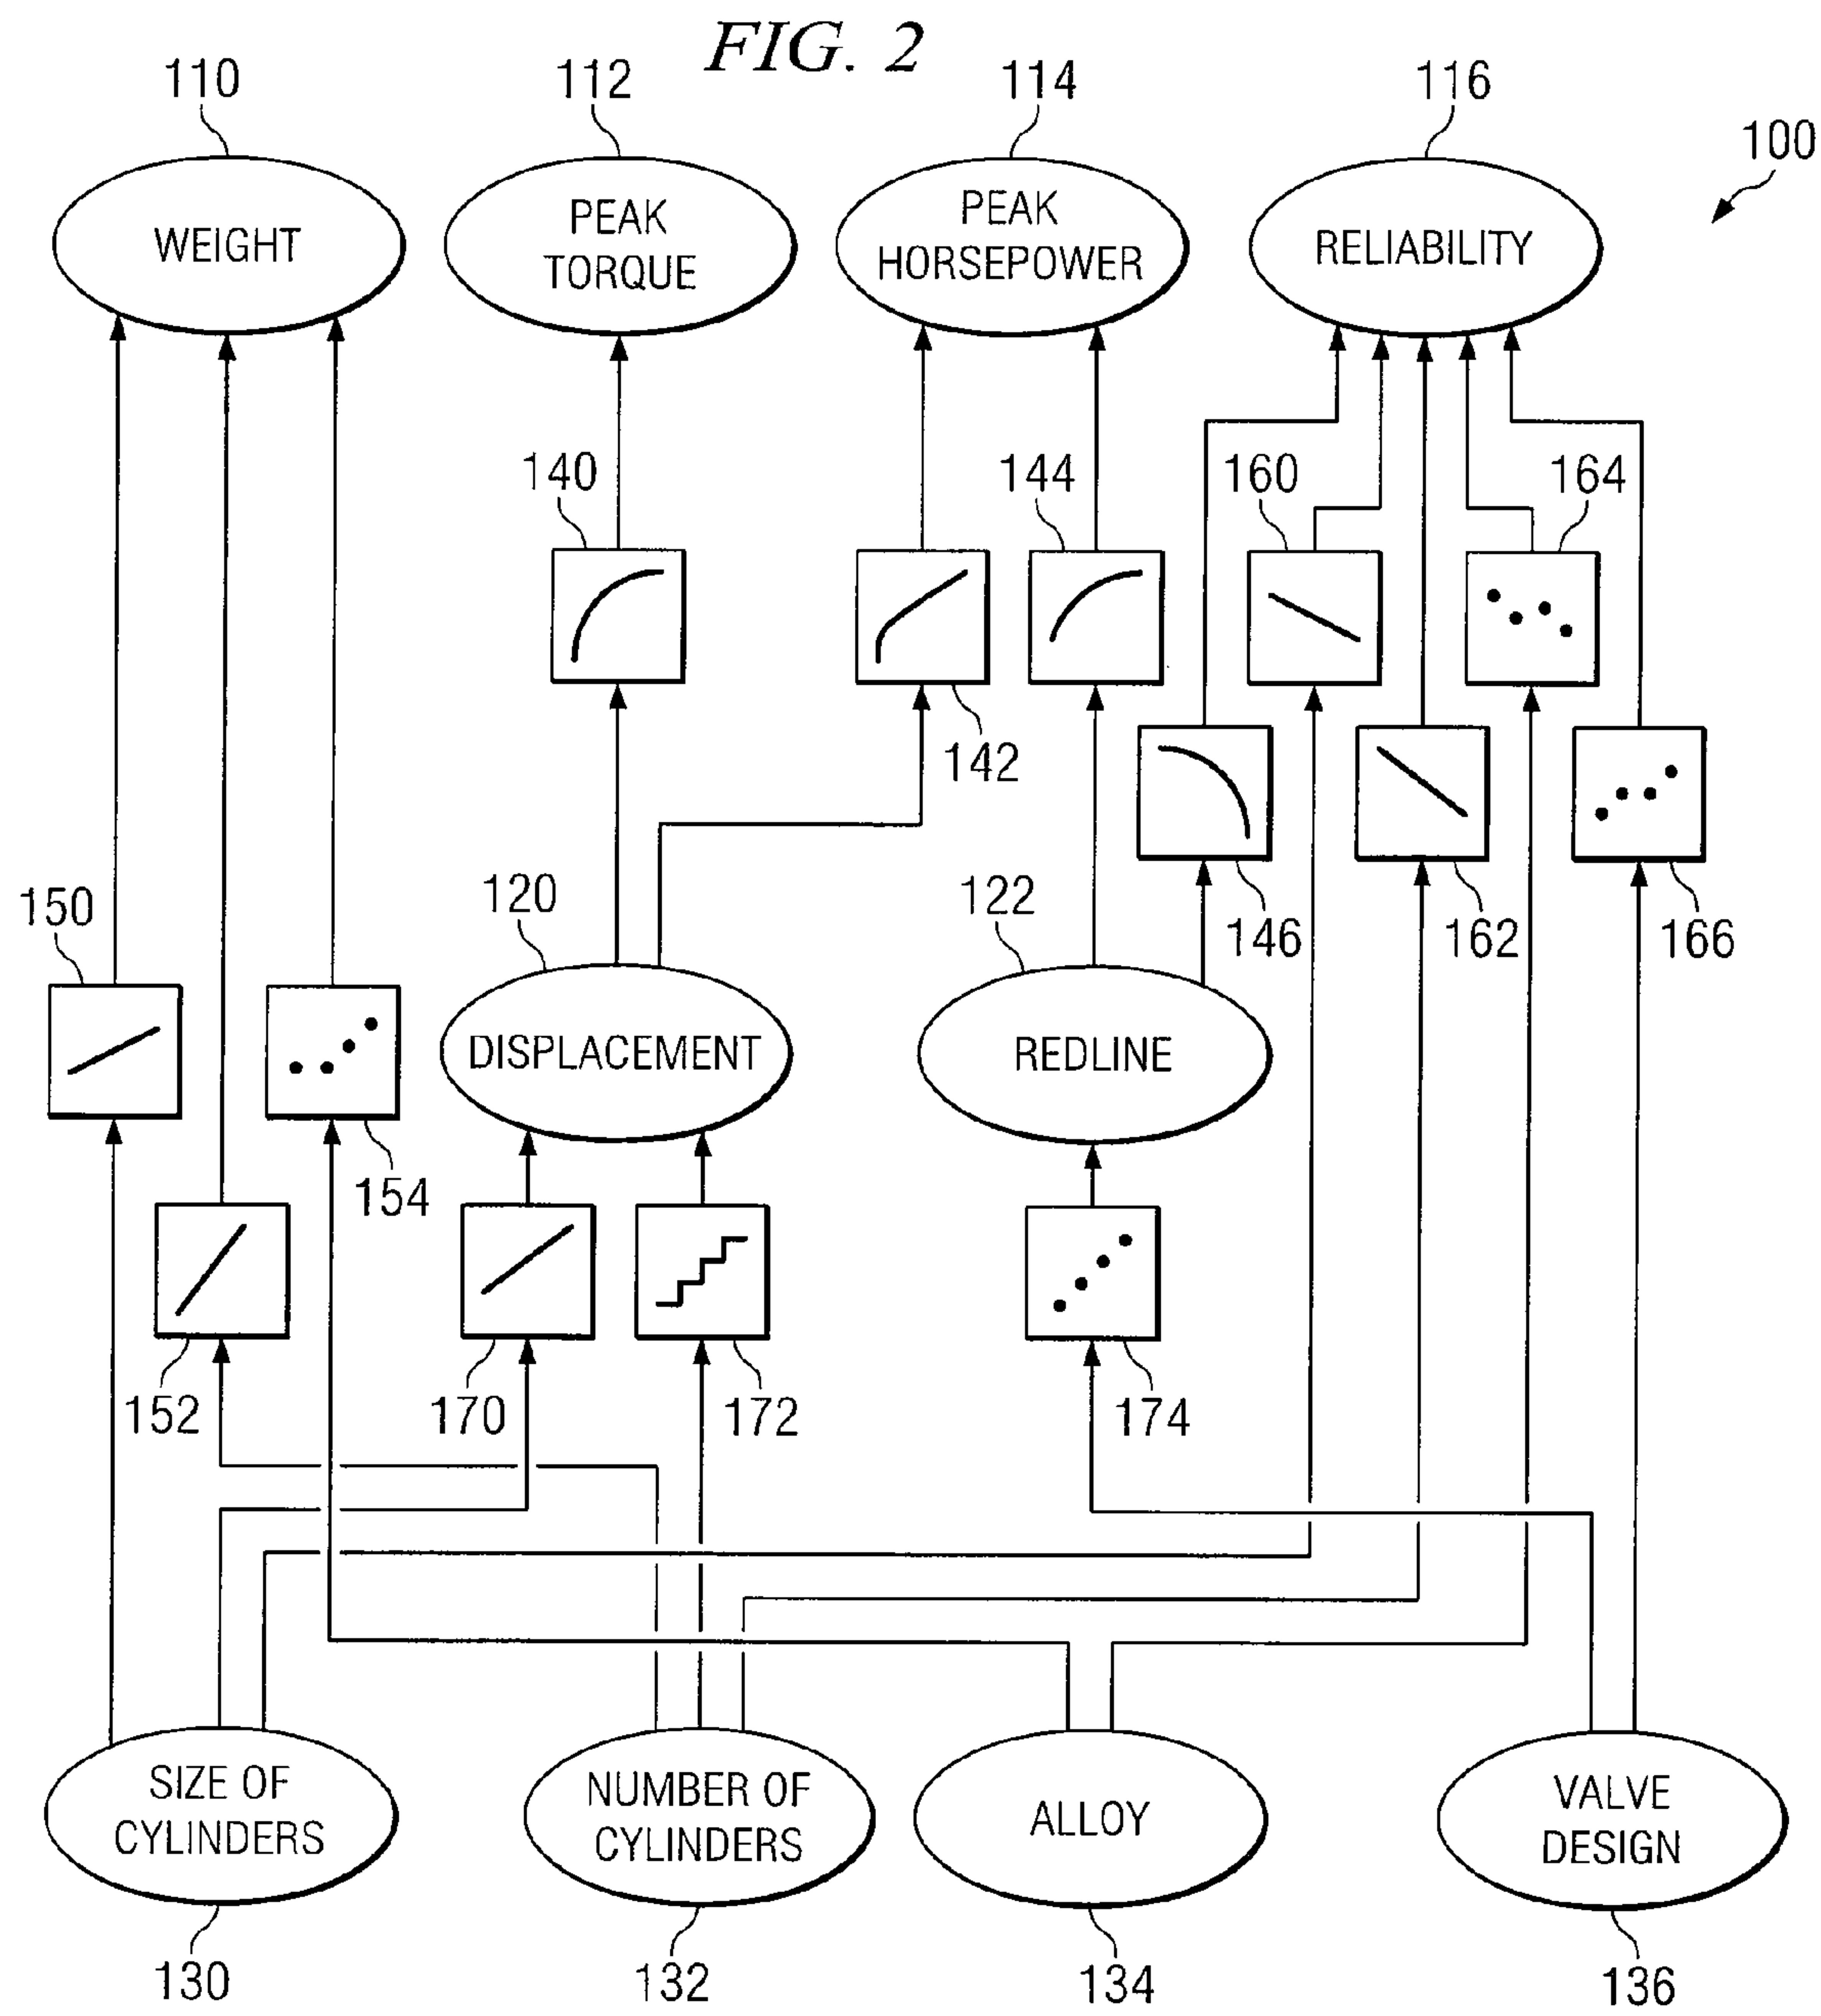 FIG. 2
110
112
114
116
100
WEIGHT
PEAK
TORQUE
PEAK
HORSEPOWER
RELIABILITY
140
144
160
164
142
150
120
122
146
162
166
DISPLACEMENT
REDLINE
154
152
170
172
174
SIZE OF
CYLINDERS
NUMBER OF
CYLINDERS
ALLOY
VALVE
DESIGN
130
132
134
136